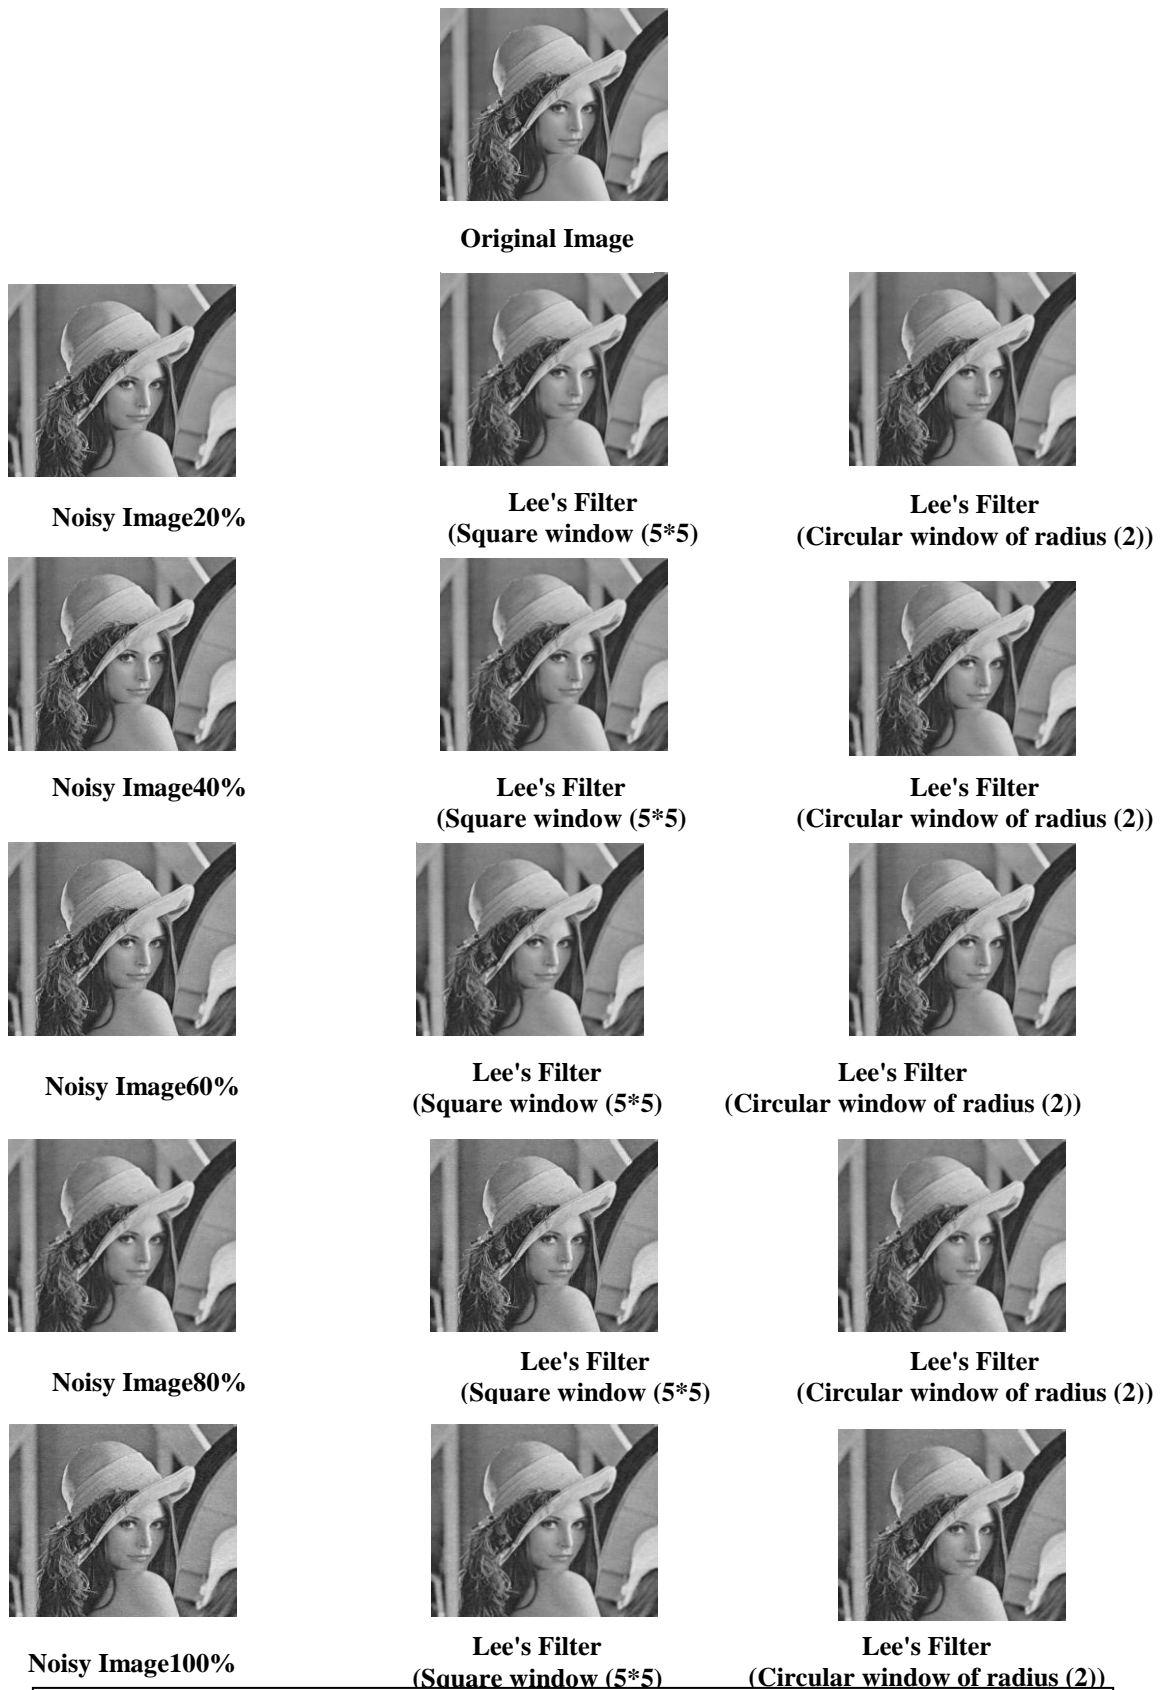 Original Image
Noisy Image20%
Lee's Filter
(Square window (5*5)
Lee's Filter
(Circular window of radius (2))
Noisy Image40%
Lee's Filter
(Square window (5*5)
Lee's Filter
(Circular window of radius (2))
Noisy Image60%
Lee's Filter
(Square window (5*5)
Lee's Filter
(Circular window of radius (2))
Noisy Image80%
Lee's Filter
(Square window (5*5)
Lee's Filter
(Circular window of radius (2))
Noisy Image100%
Lee's Filter
(Square window (5*5)
Lee's Filter
(Circular window of radius (2))